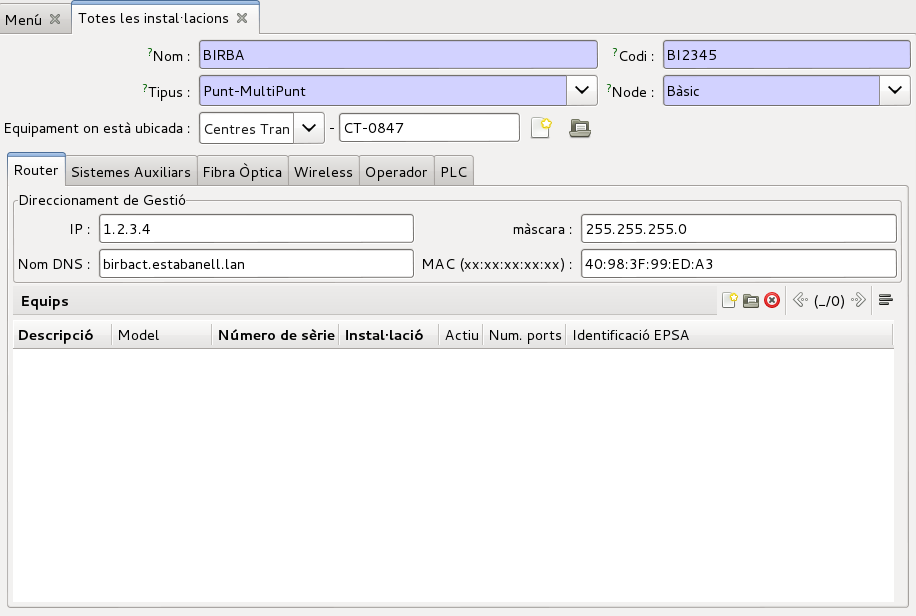 Menú Totes les instal·lacions
?Nom : BIRBA ?Codi : BI2345
?Tipus : Punt-MultiPunt ?Node : Bàsic
Equipament on està ubicada : Centres Tran - CT-0847
Router Sistemes Auxiliars Fibra Òptica Wireless Operador PLC
Direccionament de Gestió
IP : 1.2.3.4 màscara : 255.255.255.0
Nom DNS : birbact.estabanell.lan MAC (xx:xx:xx:xx:xx) : 40:98:3F:99:ED:A3
Equips (_/0)
Descripció Model Número de sèrie Instal·lació Actiu Num. ports Identificació EPSA